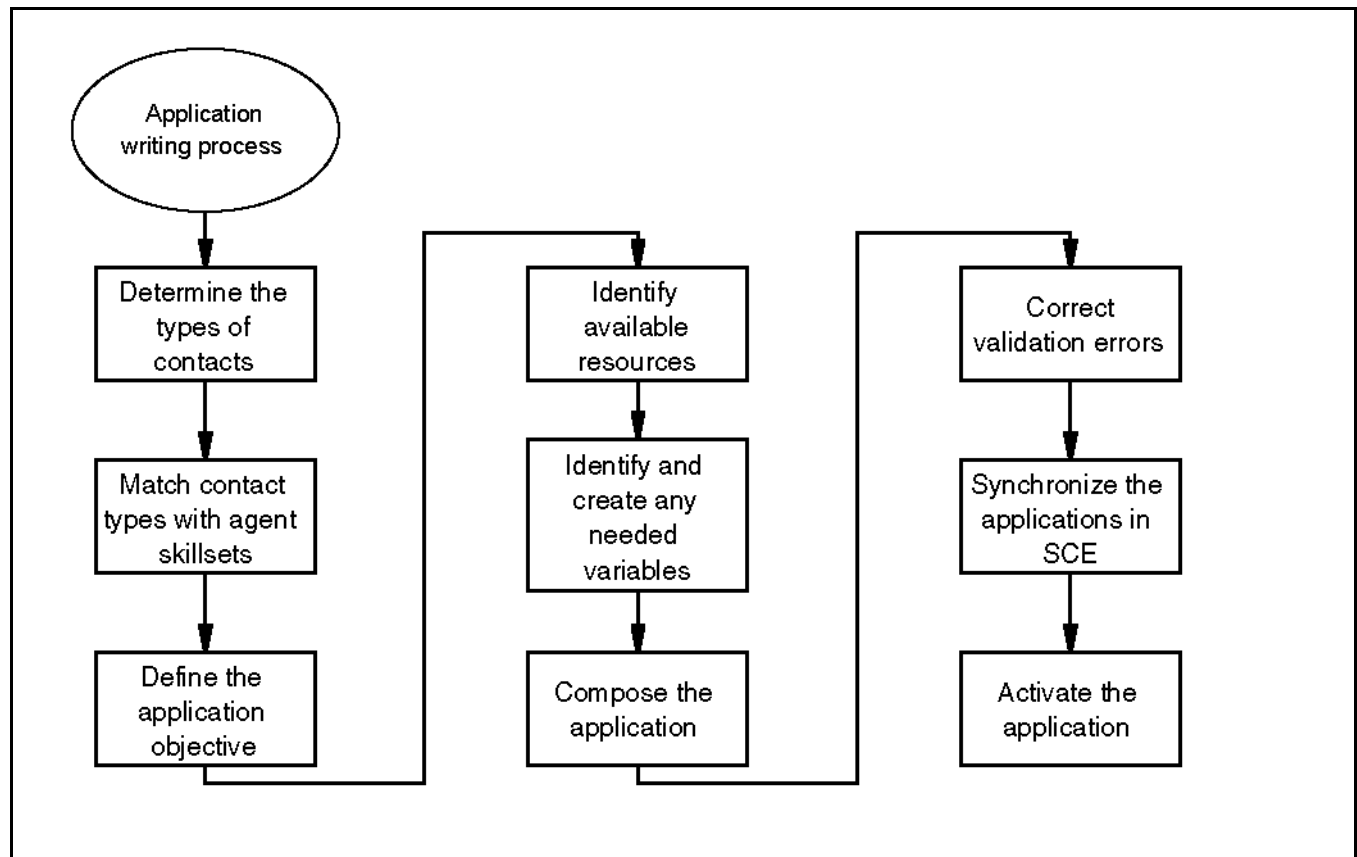 Application
writing process
Determine the
types of
contacts
Match contact
types with agent
skillsets
Define the
application
objective
Identify
available
resources
Identify and
create any
needed
variables
Compose the
application
Correct
validation errors
Synchronize the
applications in
SCE
Activate the
application